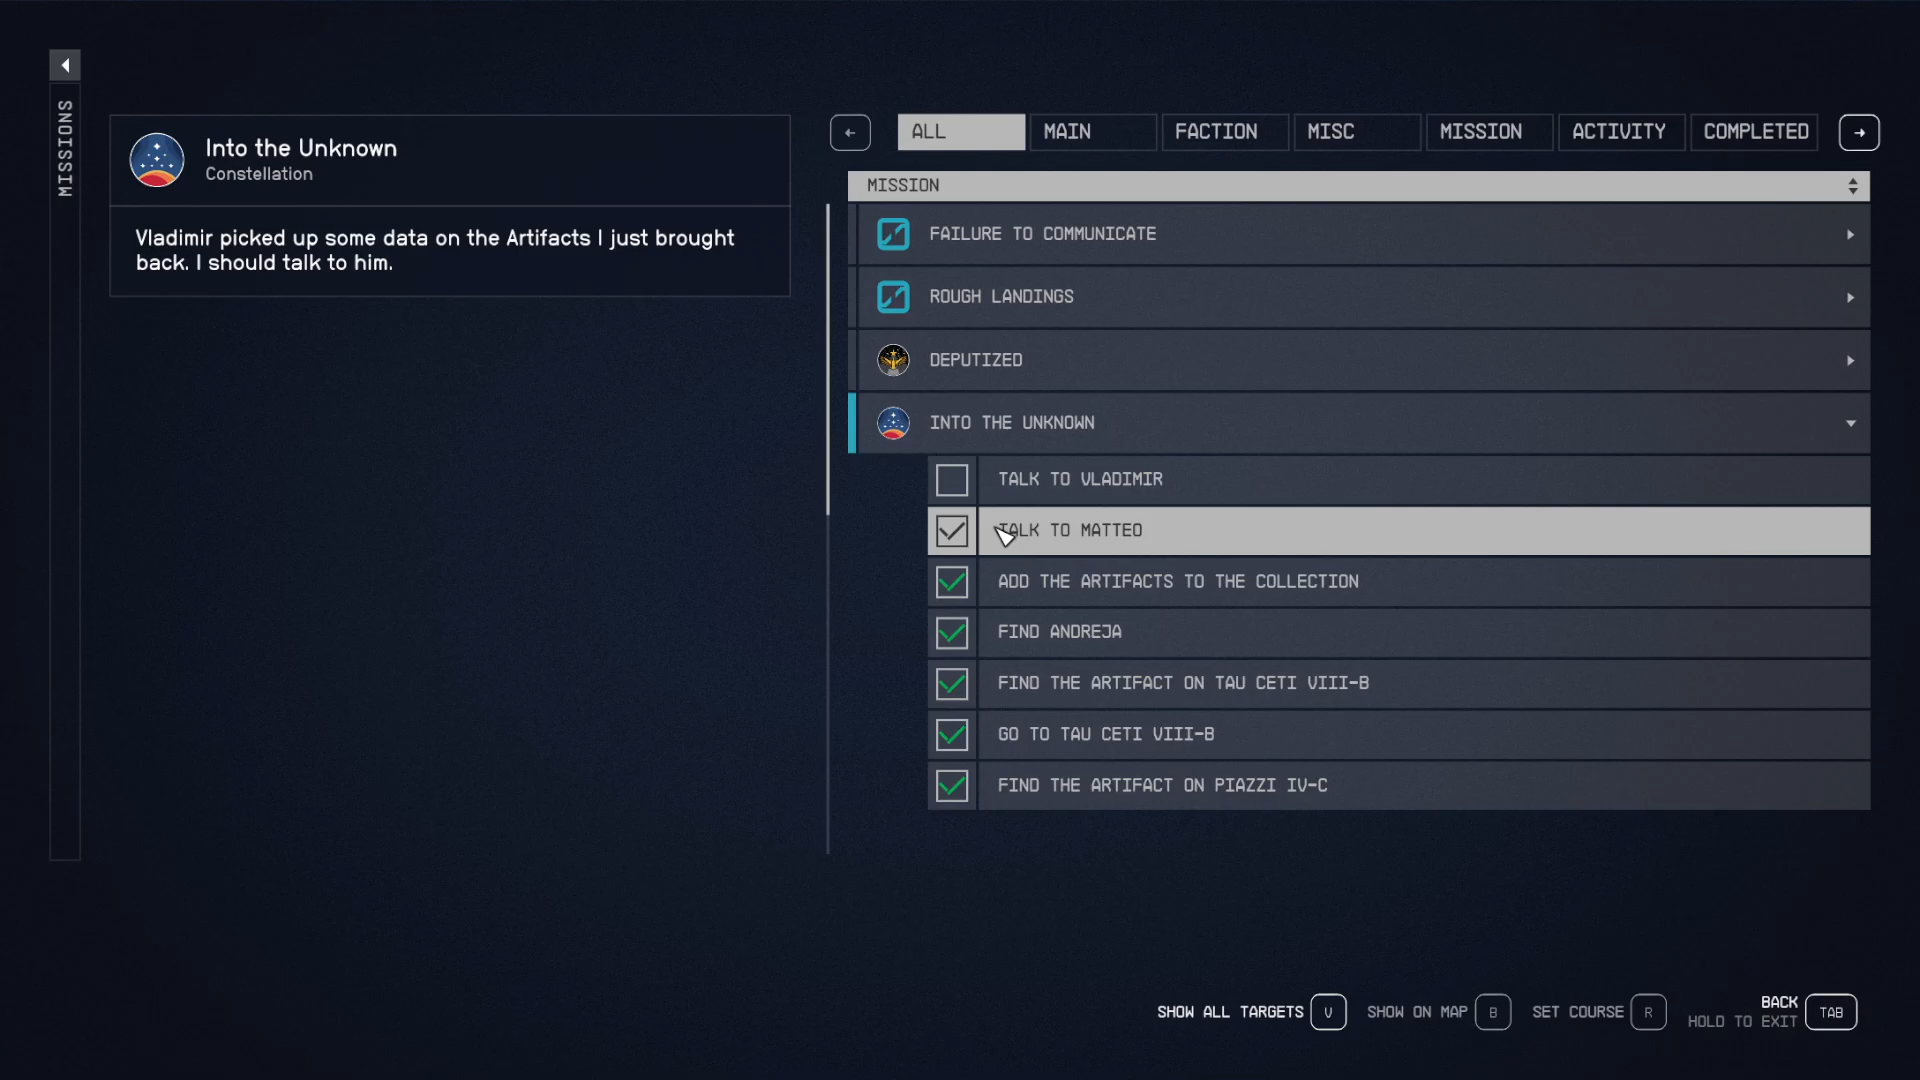 MISSIONS
Into the Unknown
Constellation
Vladimir picked up some data on the Artifacts I just brought
back. I should talk to him.
ALL MAIN FACTION MISC MISSION ACTIVITY COMPLETED
MISSION
FAILURE TO COMMUNICATE
ROUGH LANDINGS
DEPUTIZED
INTO THE UNKNOWN
TALK TO VLADIMIR
TALK TO MATTEO
ADD THE ARTIFACTS TO THE COLLECTION
FIND ANDREJA
FIND THE ARTIFACT ON TAU CETI VIII-B
GO TO TAU CETI VIII-B
FIND THE ARTIFACT ON PIAZZI IV-C
SHOW ALL TARGETS V SHOW ON MAP B SET COURSE R BACK TAB
HOLD TO EXIT